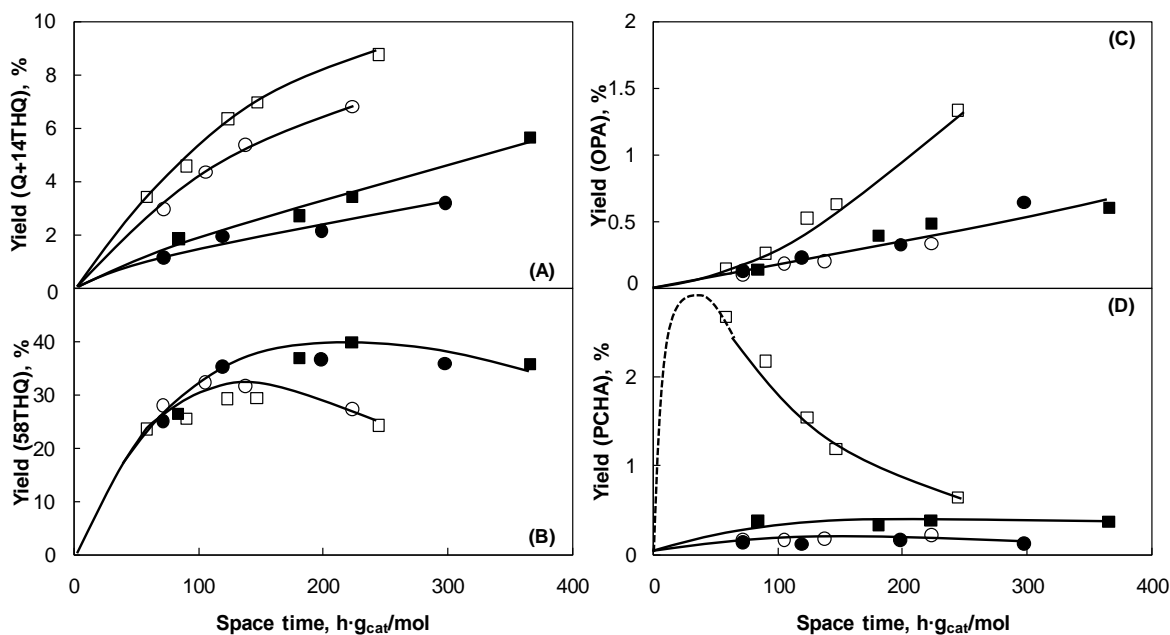 Yield (Q+14THQ), %
10
8
6
4
2
0
(A)
Yield (OPA), %
2
1.5
1
0.5
0
(C)
Yield (58THQ), %
50
40
30
20
10
0
0 100 200 300 400
(B)
Space time, h·gcat/mol
Yield (PCHA), %
2
1
0
0 100 200 300 400
(D)
Space time, h·gcat/mol